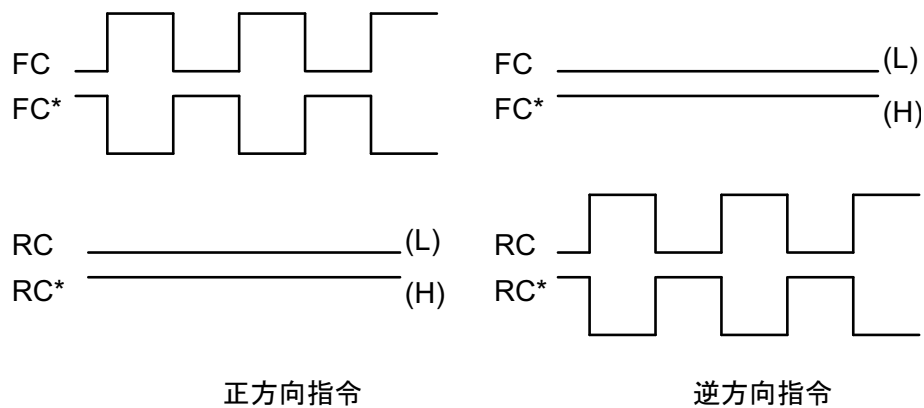 FC
FC*
RC (L)
RC* (H)
正方向指令
FC (L)
FC* (H)
RC
RC*
逆方向指令